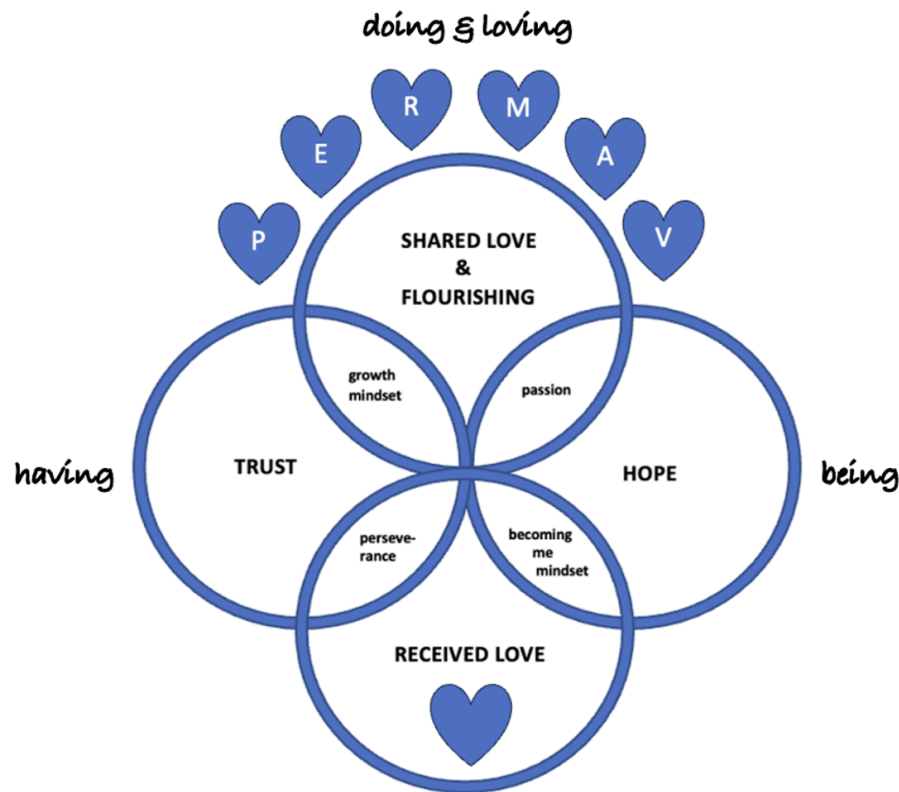 doing & loving
P
E
R
M
A
V
SHARED LOVE
&
FLOURISHING
growth
mindset
passion
having
TRUST
HOPE
being
perseve-
rance
becoming
me
mindset
RECEIVED LOVE